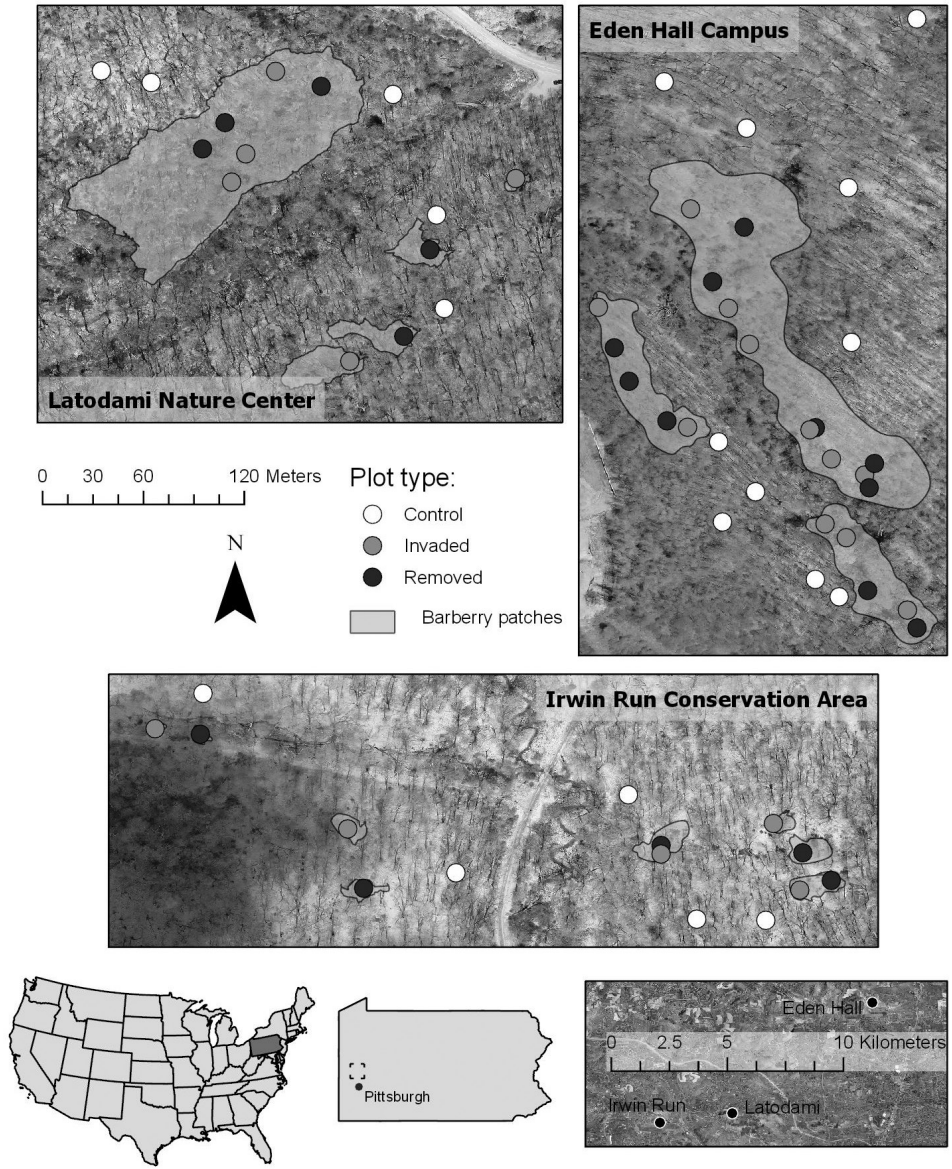 Eden Hall Campus
Latodami Nature Center
0 30 60 120 Meters
N
Plot type:
Control
Invaded
Removed
Barberry patches
Irwin Run Conservation Area
Pittsburgh
Eden Hall
0 2.5 5 10 Kilometers
Irwin Run
Latodami